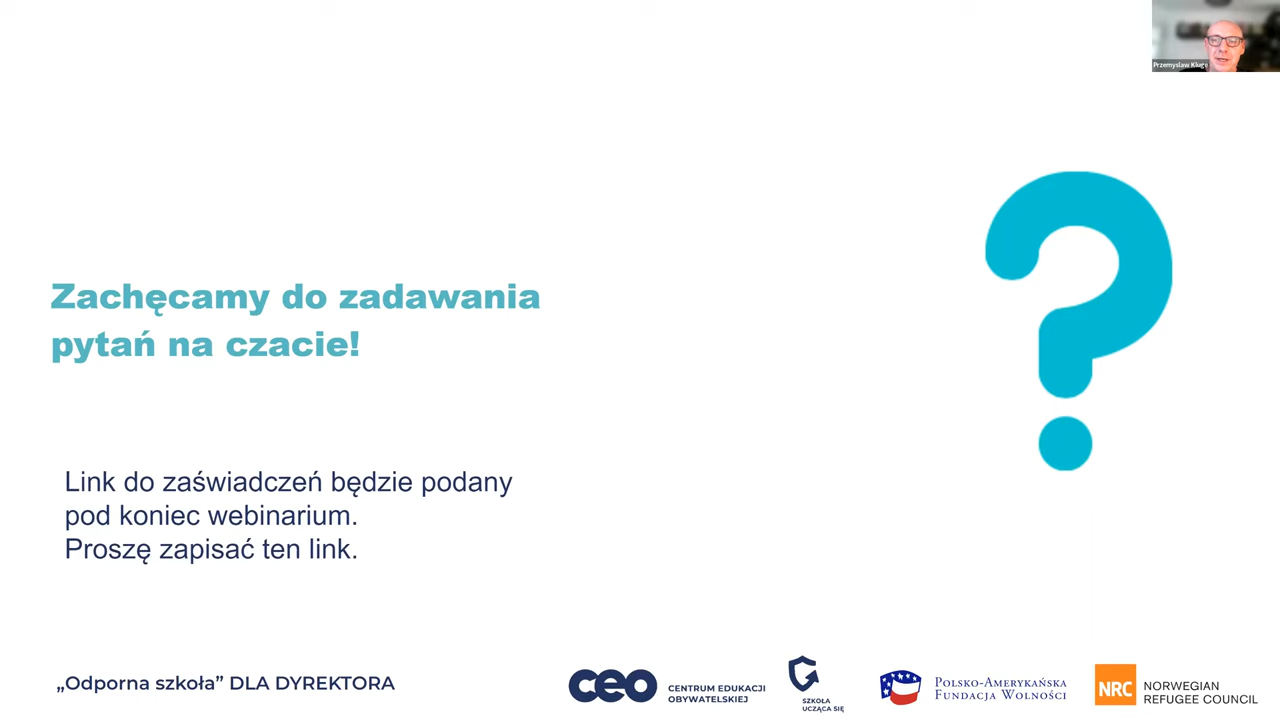 Przemyslaw Kluge
Zachęcamy do zadawania
pytań na czacie!
Link do zaświadczeń będzie podany
pod koniec webinarium.
Proszę zapisać ten link.
„Odporna szkoła” DLA DYREKTORA
ceo
CENTRUM EDUKACJI
OBYWATELSKIEJ
SZKOŁA
UCZĄCA SIĘ
POLSKO-AMERYKAŃSKA
FUNDACJA WOLNOŚCI
NRC
NORWEGIAN
REFUGEE COUNCIL